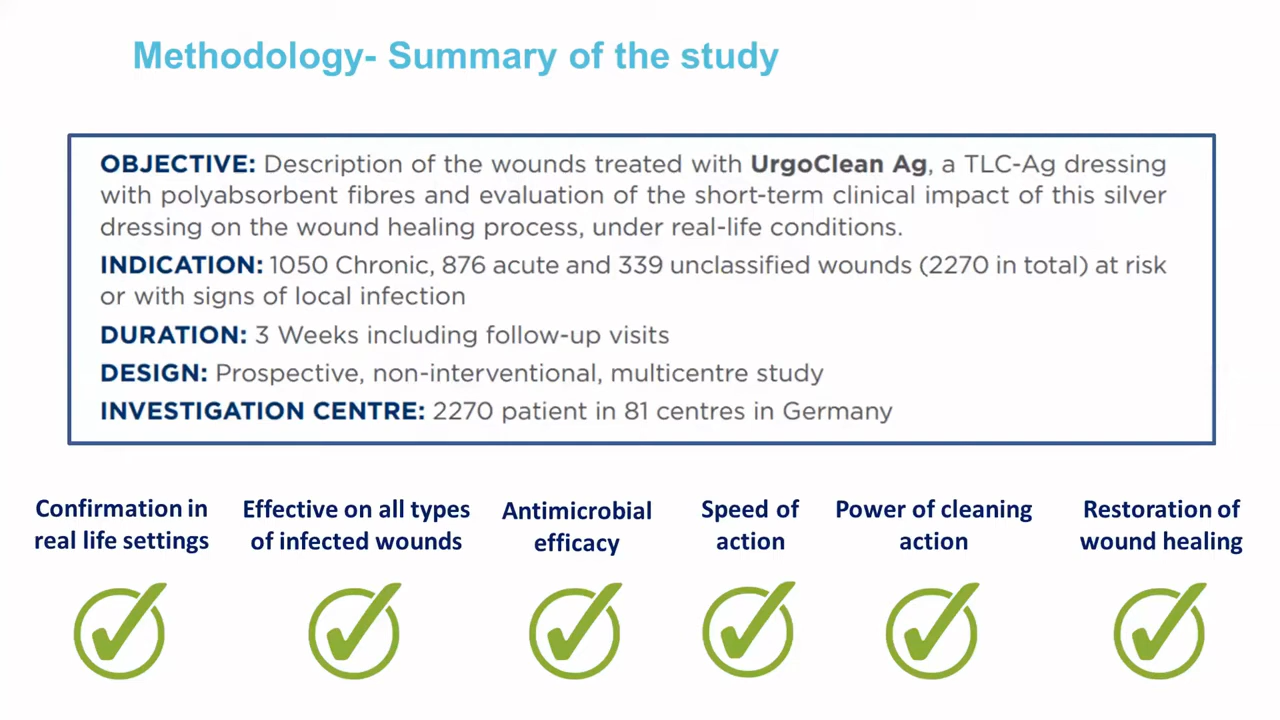 Methodology- Summary of the study
OBJECTIVE: Description of the wounds treated with UrgoClean Ag, a TLC-Ag dressing
with polyabsorbent fibres and evaluation of the short-term clinical impact of this silver
dressing on the wound healing process, under real-life conditions.
INDICATION: 1050 Chronic, 876 acute and 339 unclassified wounds (2270 in total) at risk
or with signs of local infection
DURATION: 3 Weeks including follow-up visits
DESIGN: Prospective, non-interventional, multicentre study
INVESTIGATION CENTRE: 2270 patient in 81 centres in Germany
Confirmation in
real life settings
Effective on all types
of infected wounds
Antimicrobial
efficacy
Speed of
action
Power of cleaning
action
Restoration of
wound healing